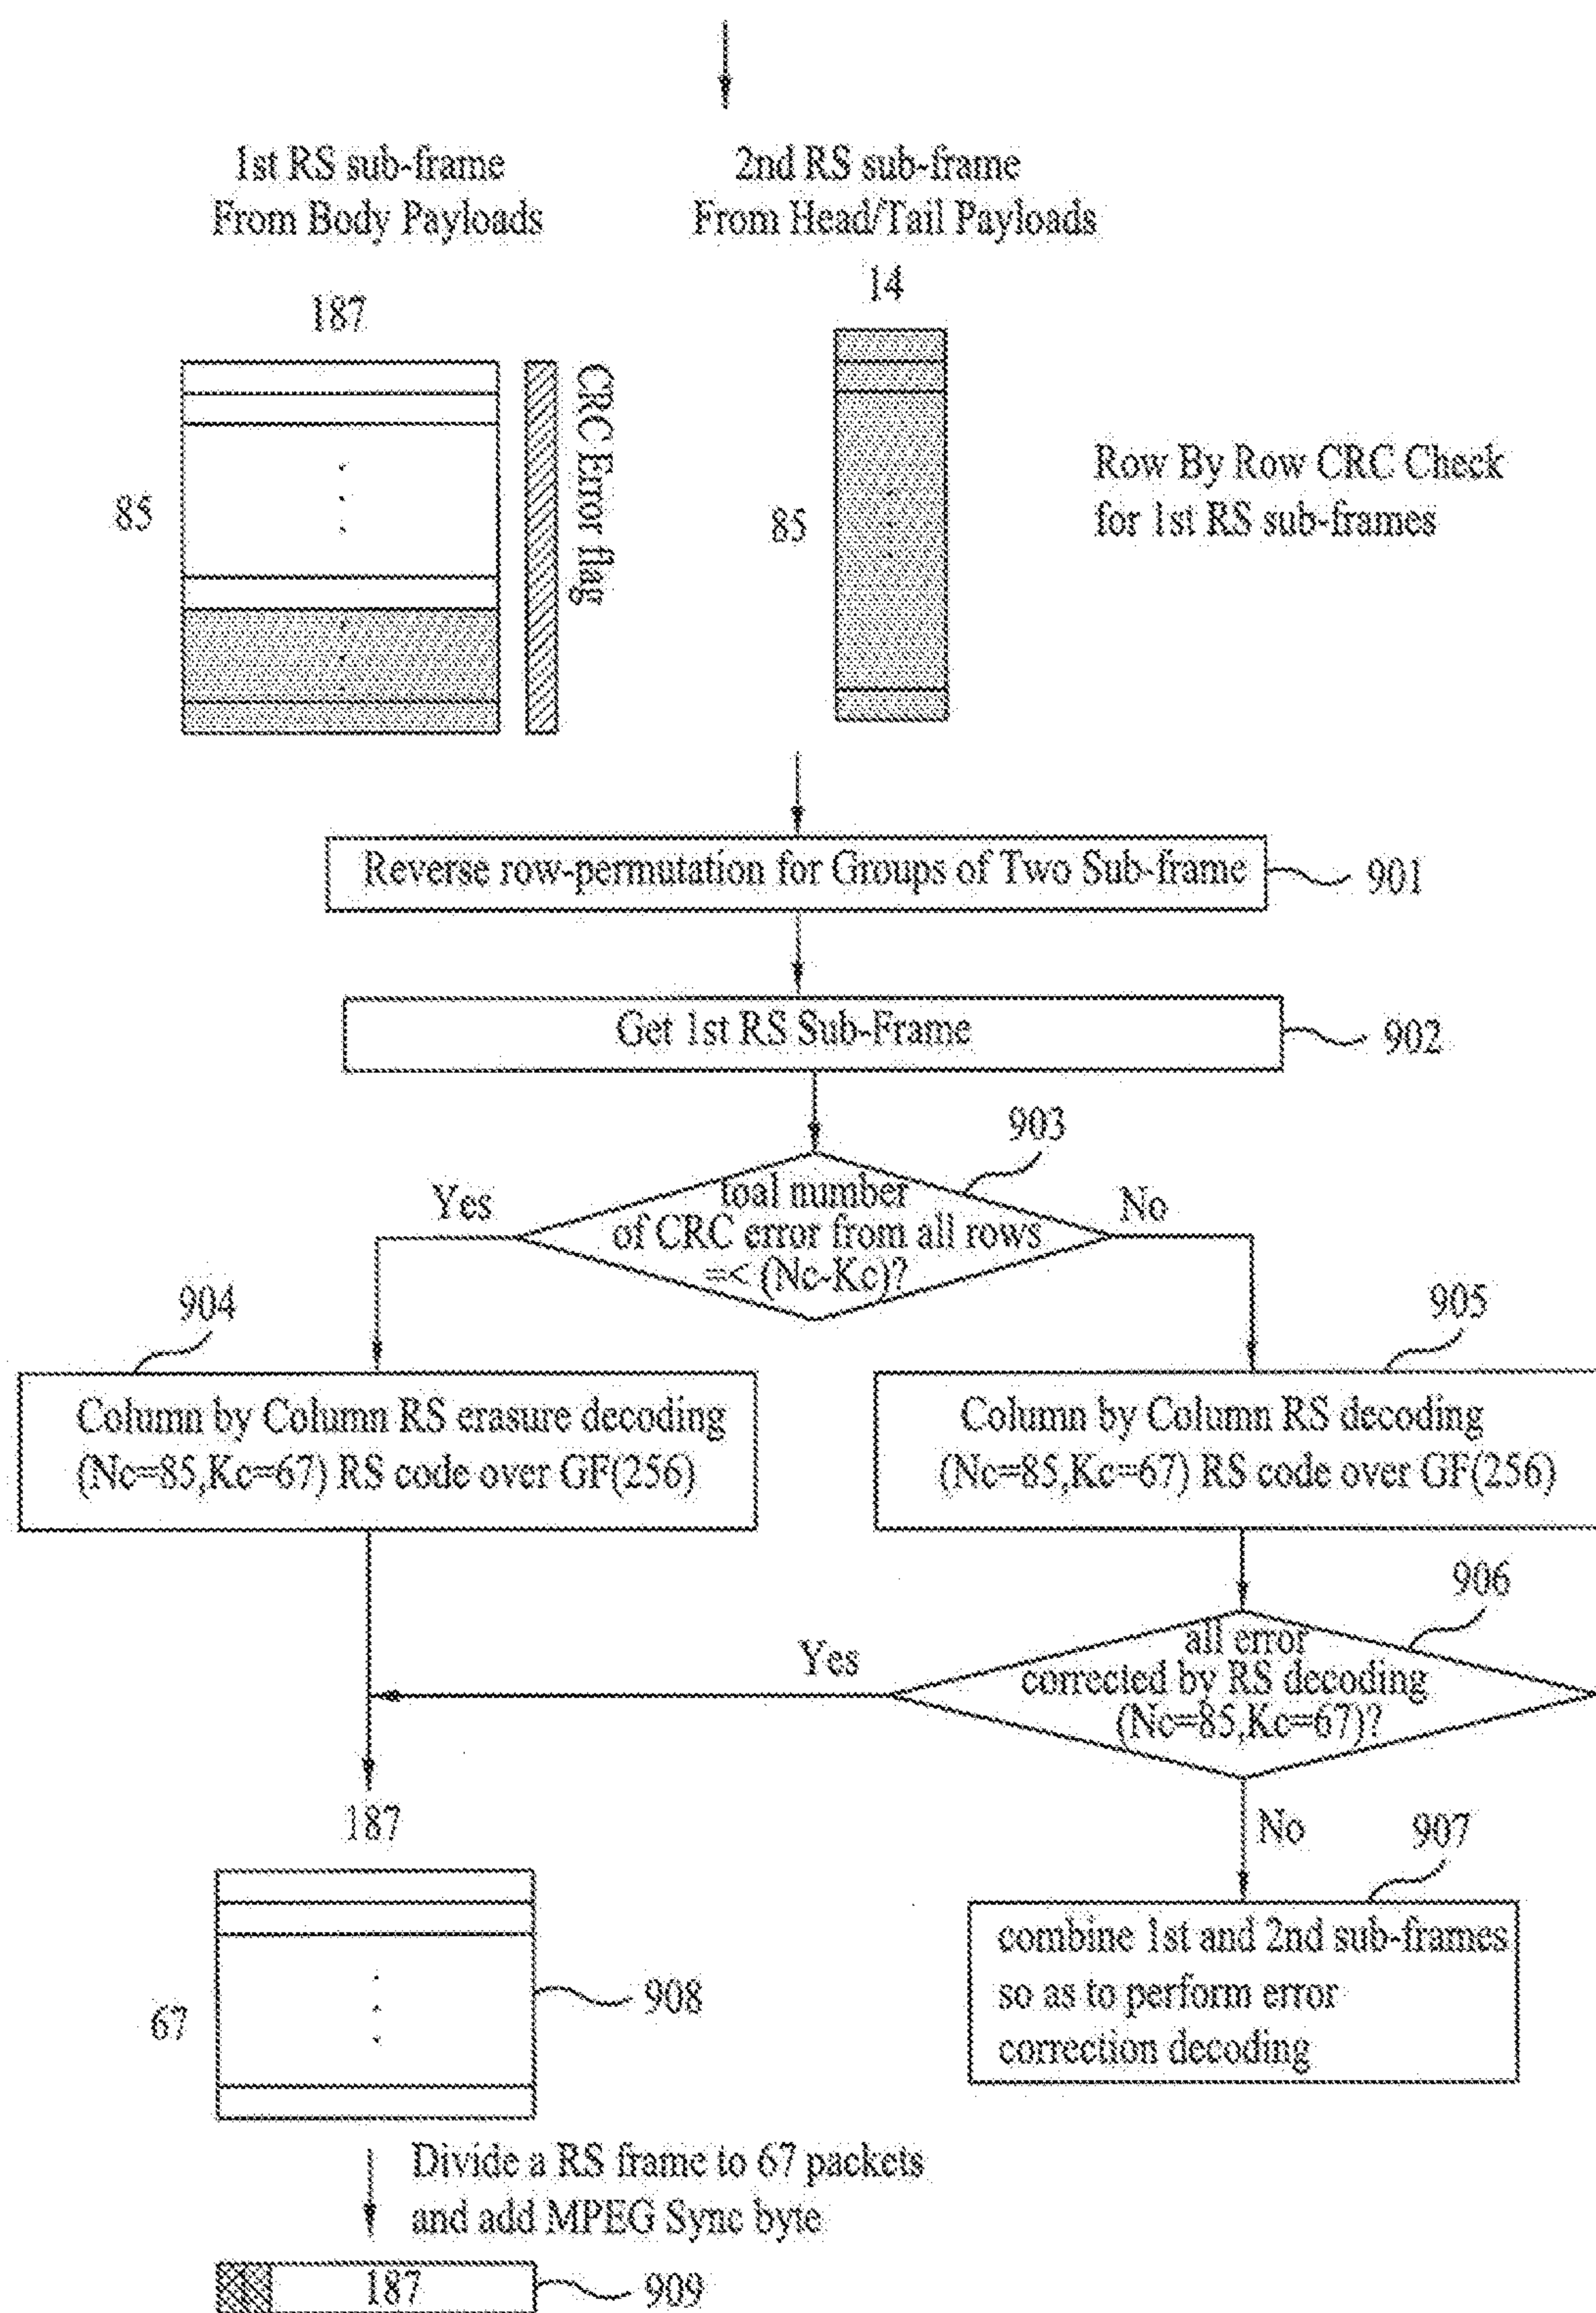 1st RS sub-frame
From Body Payloads
2nd RS sub-frame
From Head/Tail Payloads
187
14
85
CRC Error flag
85
Row By Row CRC Check
for 1st RS sub-frames
Reverse row-permutation for Groups of Two Sub-frame
901
Get 1st RS Sub-Frame
902
903
Yes
toal number
of CRC error from all rows
=< (Nc-Kc)?
No
904
905
Column by Column RS erasure decoding
(Nc=85,Kc=67) RS code over GF(256)
Column by Column RS decoding
(Nc=85,Kc=67) RS code over GF(256)
906
Yes
all error
corrected by RS decoding
(Nc=85,Kc=67)?
187
No
907
67
908
combine 1st and 2nd sub-frames
so as to perform error
correction decoding
Divide a RS frame to 67 packets
and add MPEG Sync byte
187
909